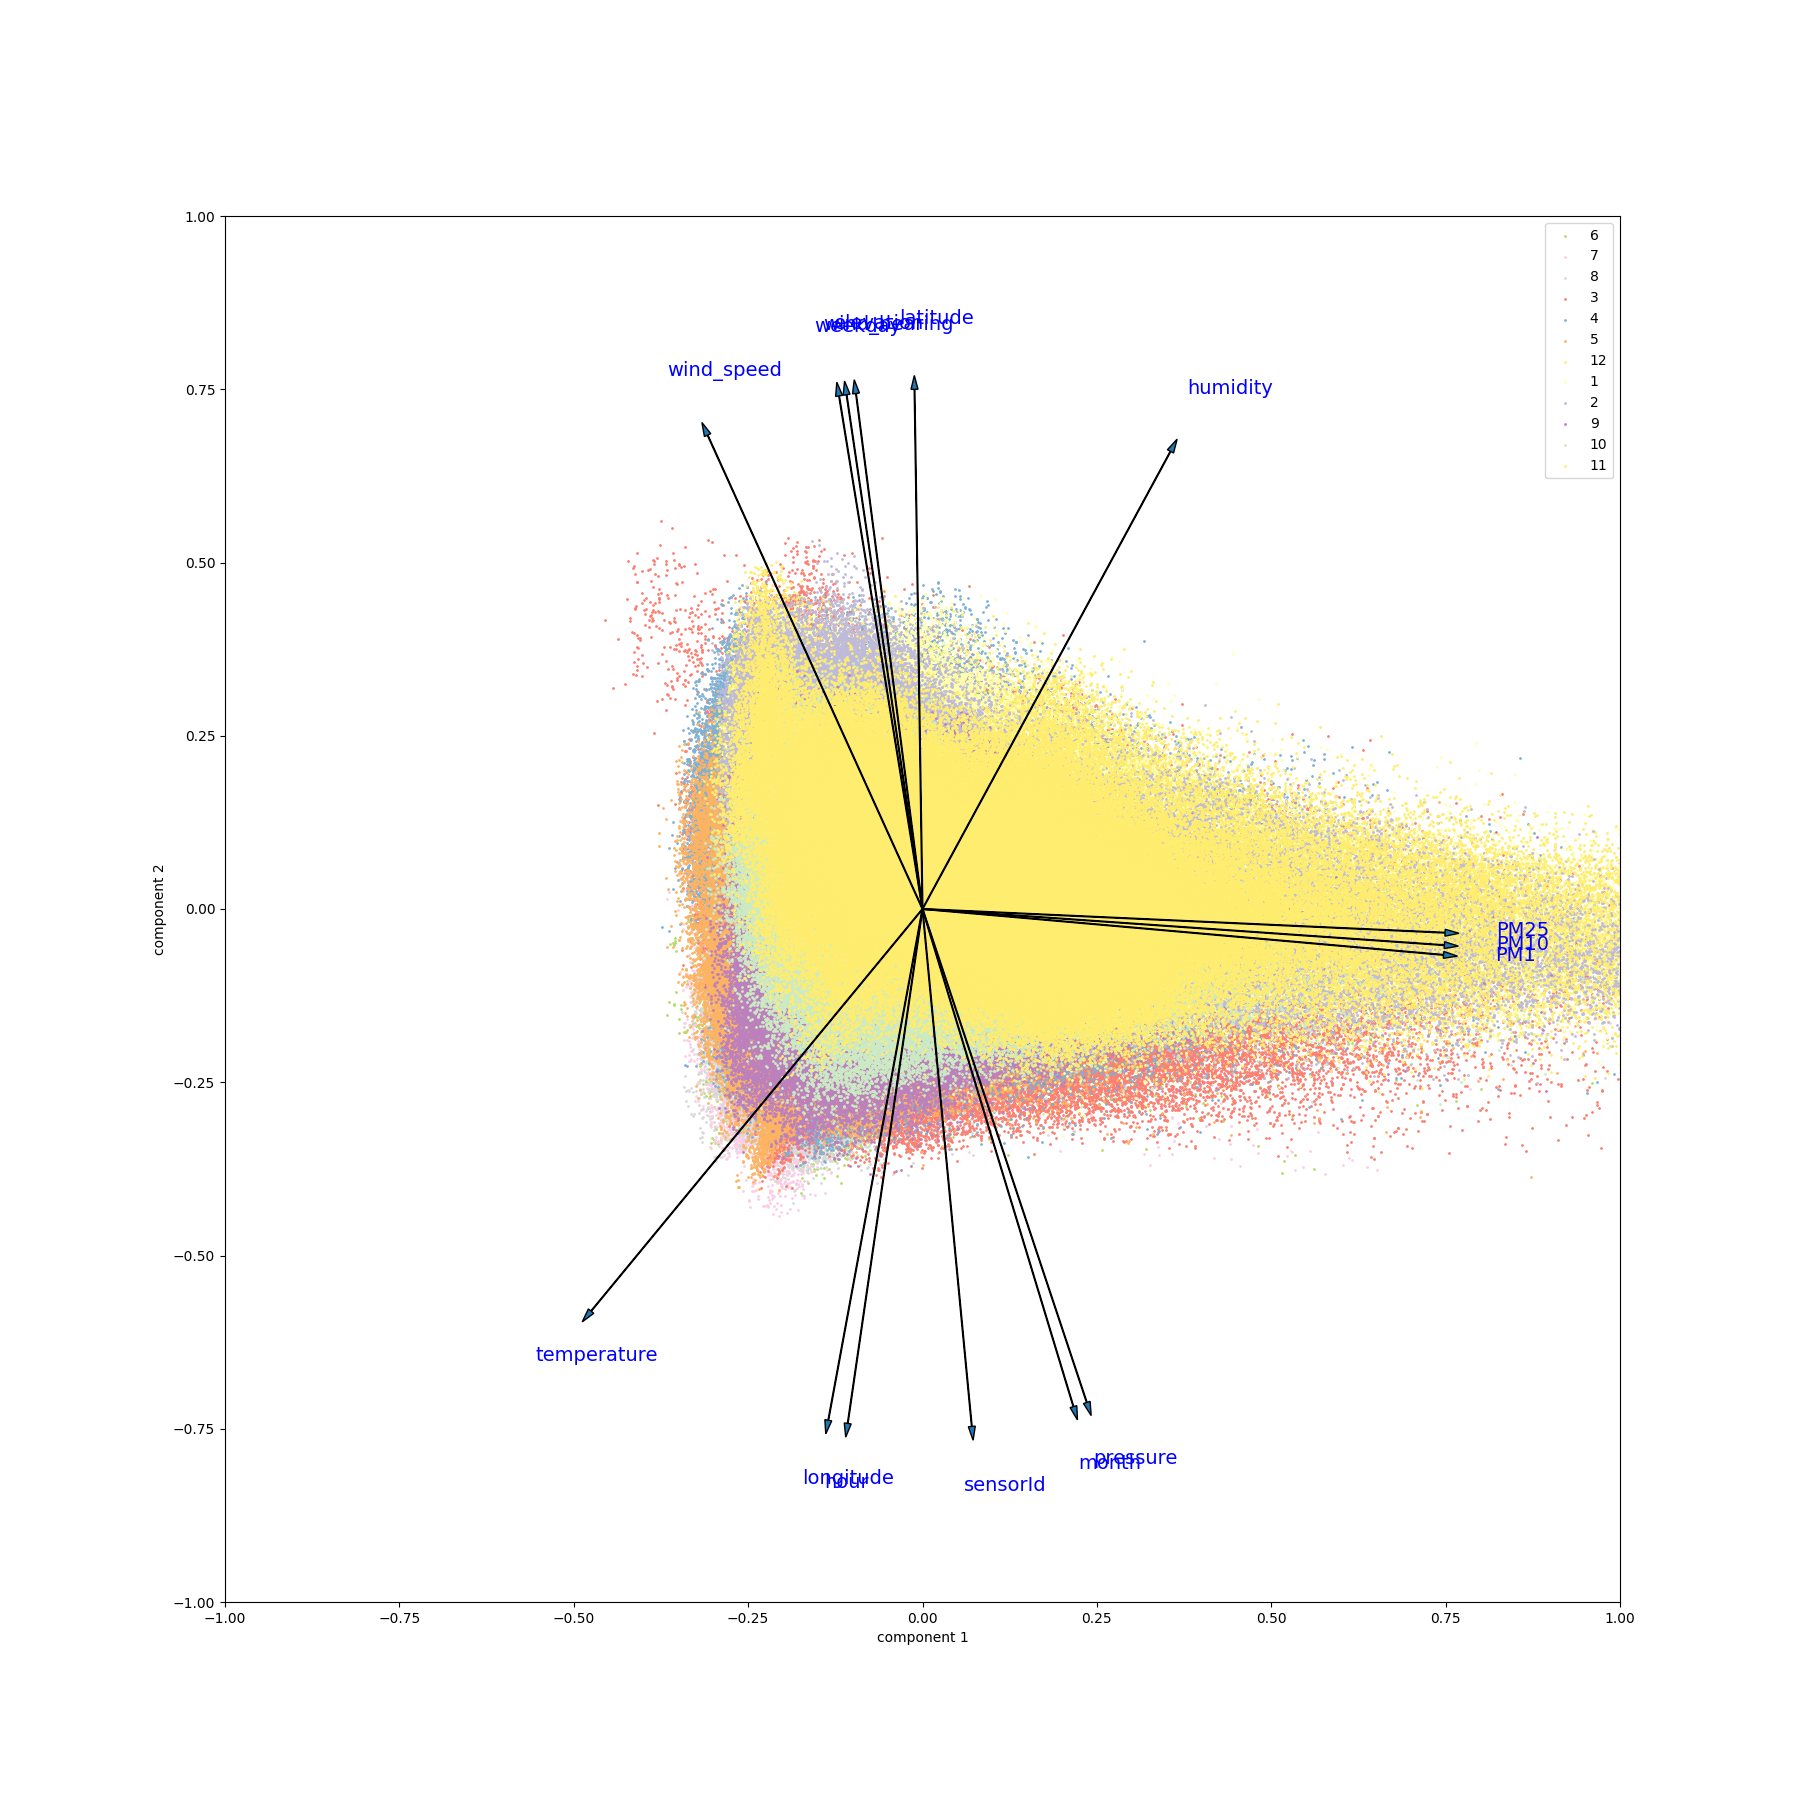 1.00
0.75
0.50
0.25
0.00
−0.25
−0.50
−0.75
−1.00
component 2
6
7
8
3
4
5
12
1
2
9
10
11
latitude
weekday
wind_speed
humidity
PM25
PM10
PM1
temperature
pressure
month
longitude
hour
sensorId
−1.00 −0.75 −0.50 −0.25 0.00 0.25 0.50 0.75 1.00
component 1